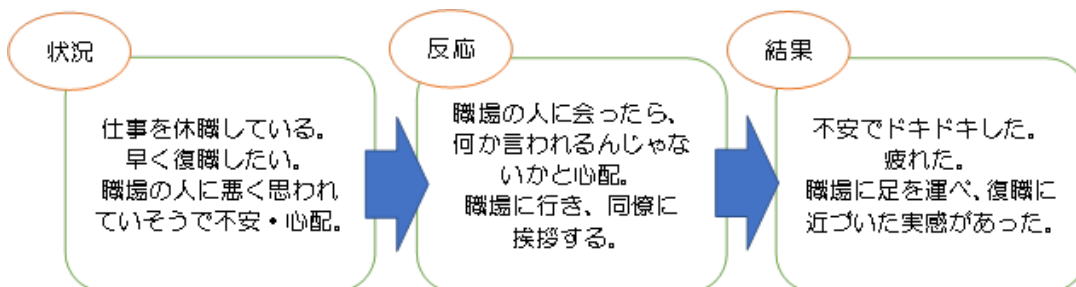 状況
仕事を休職している。
早く復職したい。
職場の人に悪く思われ
ていそうで不安・心配。
反応
職場の人に会ったら、
何か言われるんじゃな
いかと心配。
職場に行き、同僚に
挨拶する。
結果
不安でドキドキした。
疲れた。
職場に足を運べ、復職に
近づいた実感があった。